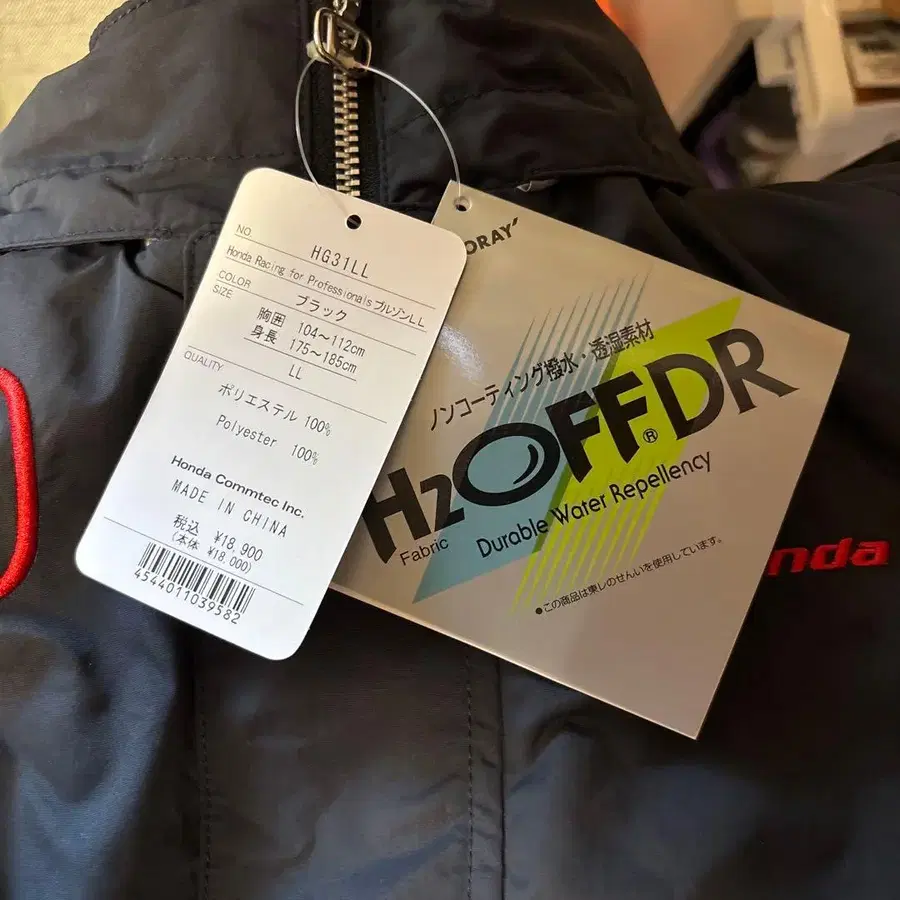 NO
HG31LL
Honda Racing for Professionals ブルゾンLL
COLOR
ブラック
SIZE
胸囲 104～112cm
身長 175～185cm
LL
QUALITY
ポリエステル 100%
Polyester 100%
Honda Commtec Inc.
MADE IN CHINA
税込 ¥18,900
(本体 ¥18,000)
4544011039582
ORAY
ノンコーティング撥水・透湿素材
H2OFF®DR
Fabric Durable Water Repellency
●この商品は東レのせんいを使用しています。
nda